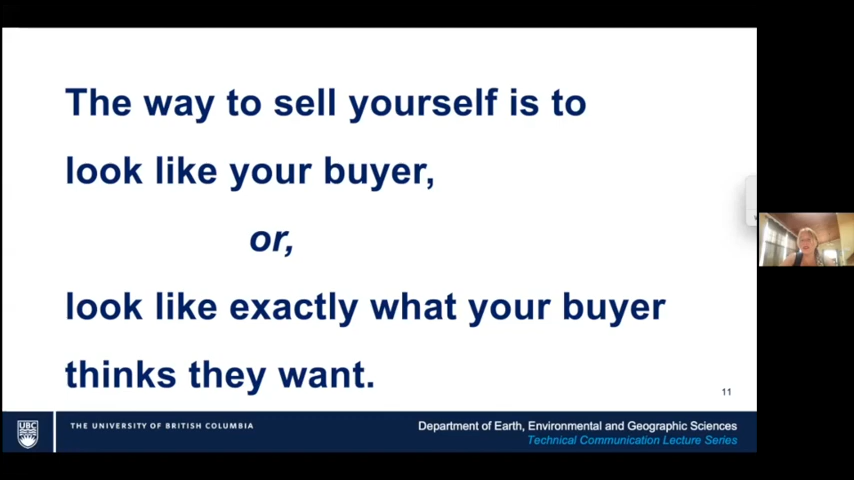 The way to sell yourself is to
look like your buyer,
or,
look like exactly what your buyer
thinks they want.
11
UBC
THE UNIVERSITY OF BRITISH COLUMBIA
Department of Earth, Environmental and Geographic Sciences
Technical Communication Lecture Series